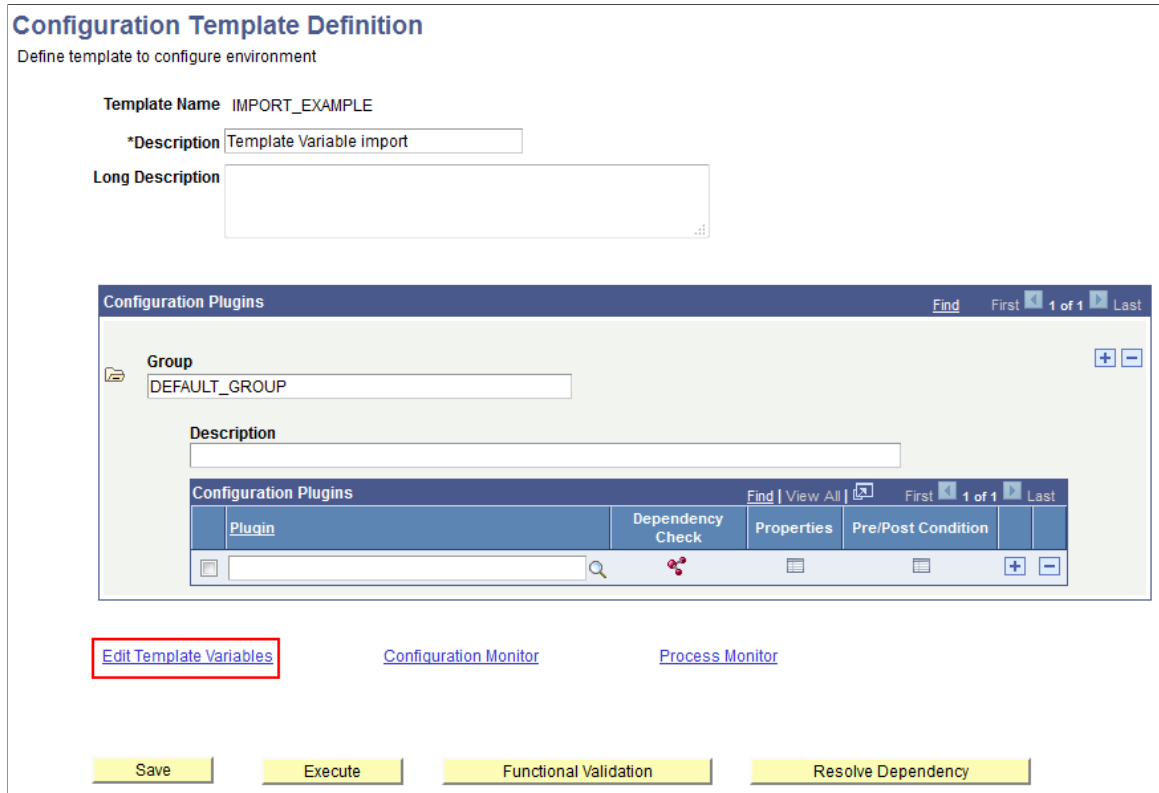 Configuration Template Definition
Define template to configure environment
Template Name IMPORT_EXAMPLE
*Description Template Variable import
Long Description
Configuration Plugins Find First 1 of 1 Last
Group
DEFAULT_GROUP
Description
Configuration Plugins Find | View All | First 1 of 1 Last
Plugin Dependency Check Properties Pre/Post Condition
Edit Template Variables Configuration Monitor Process Monitor
Save Execute Functional Validation Resolve Dependency